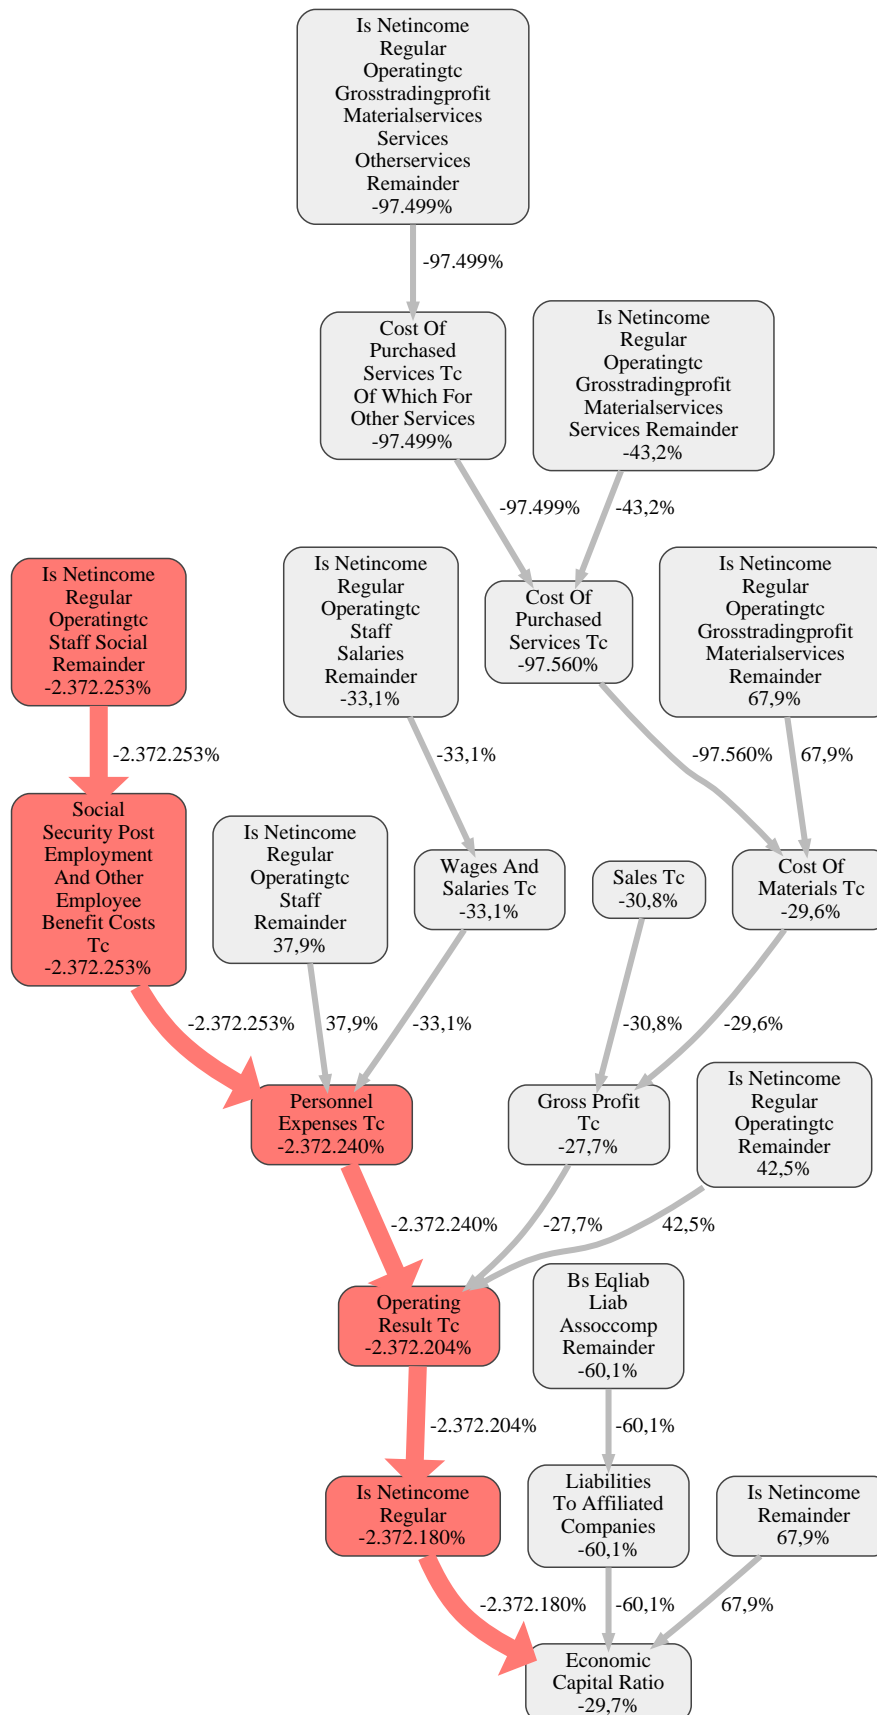 Is Netincome
Regular
Operatingtc
Grosstradingprofit
Materialservices
Services
Otherservices
Remainder
-97.499%
-97.499%
Cost Of
Purchased
Services Tc
Of Which For
Other Services
-97.499%
Is Netincome
Regular
Operatingtc
Grosstradingprofit
Materialservices
Services Remainder
-43,2%
-97.499%
-43,2%
Is Netincome
Regular
Operatingtc
Staff Social
Remainder
-2.372.253%
Is Netincome
Regular
Operatingtc
Staff
Salaries
Remainder
-33,1%
Cost Of
Purchased
Services Tc
-97.560%
Is Netincome
Regular
Operatingtc
Grosstradingprofit
Materialservices
Remainder
67,9%
-2.372.253%
-33,1%
-97.560%
67,9%
Social
Security Post
Employment
And Other
Employee
Benefit Costs
Tc
-2.372.253%
Is Netincome
Regular
Operatingtc
Staff
Remainder
37,9%
Wages And
Salaries Tc
-33,1%
Sales Tc
-30,8%
Cost Of
Materials Tc
-29,6%
-2.372.253%
37,9%
-33,1%
-30,8%
-29,6%
Personnel
Expenses Tc
-2.372.240%
Gross Profit
Tc
-27,7%
Is Netincome
Regular
Operatingtc
Remainder
42,5%
-2.372.240%
-27,7%
42,5%
Operating
Result Tc
-2.372.204%
Bs Eqliab
Liab
Assoccomp
Remainder
-60,1%
-2.372.204%
-60,1%
Is Netincome
Regular
-2.372.180%
Liabilities
To Affiliated
Companies
-60,1%
Is Netincome
Remainder
67,9%
-2.372.180%
-60,1%
67,9%
Economic
Capital Ratio
-29,7%